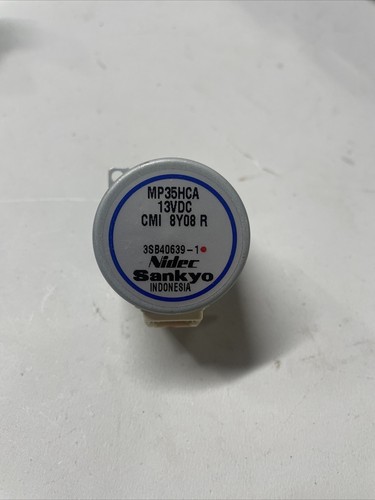 MP35HCA
13VDC
CMI 8Y08 R
3SB40639-1
Nidec
Sankyo
INDONESIA